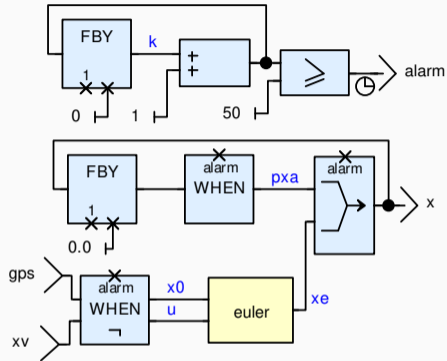 FBY
k
+
+
1
0
1
50
≥
alarm
FBY
1
0.0
alarm
WHEN
pxa
alarm
x
gps
xv
alarm
WHEN
¬
x0
u
euler
xe